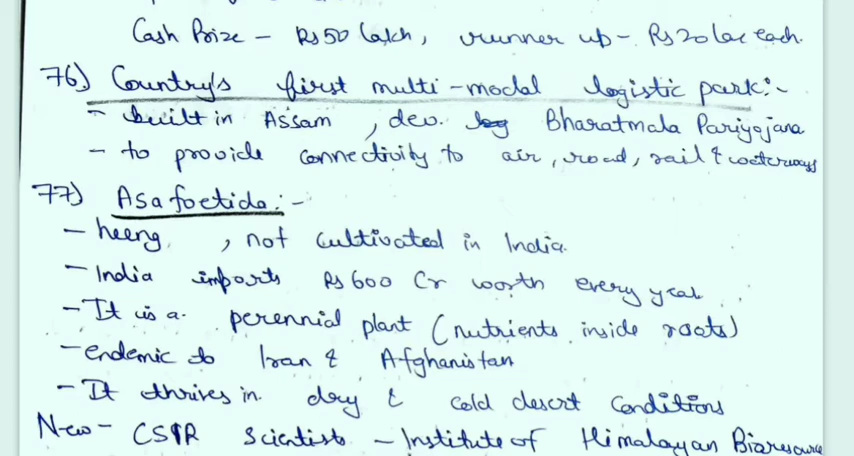 Cash Prize - Rs 50 Lakh, runner up - Rs 20 lac each.
76) Country's first multi-modal logistic park:-
- built in Assam, dev. Bharatmala Pariyojana
- to provide connectivity to air, road, rail & waterways
77) Asafoetida:-
- heeng, not cultivated in India.
- India imports Rs 600 Cr worth every year.
- It is a perennial plant (nutrients inside roots)
- endemic to Iran & Afghanistan
- It thrives in dry & cold desert conditions
New- CSIR Scientists - Institute of Himalayan Bioresource